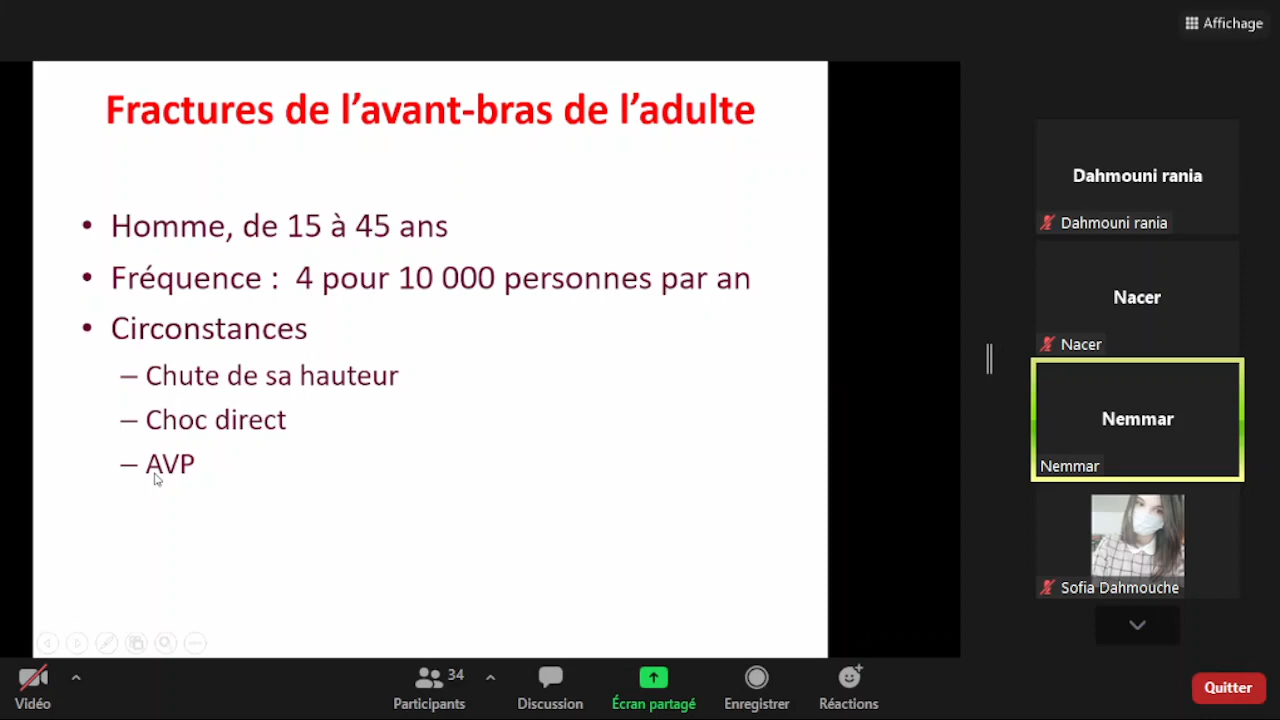 Affichage
Fractures de l’avant-bras de l’adulte
• Homme, de 15 à 45 ans
• Fréquence :  4 pour 10 000 personnes par an
• Circonstances
– Chute de sa hauteur
– Choc direct
– AVP
Dahmouni rania
Dahmouni rania
Nacer
Nacer
Nemmar
Nemmar
Sofia Dahmouche
Vidéo
34
Participants
Discussion
Écran partagé
Enregistrer
Réactions
Quitter